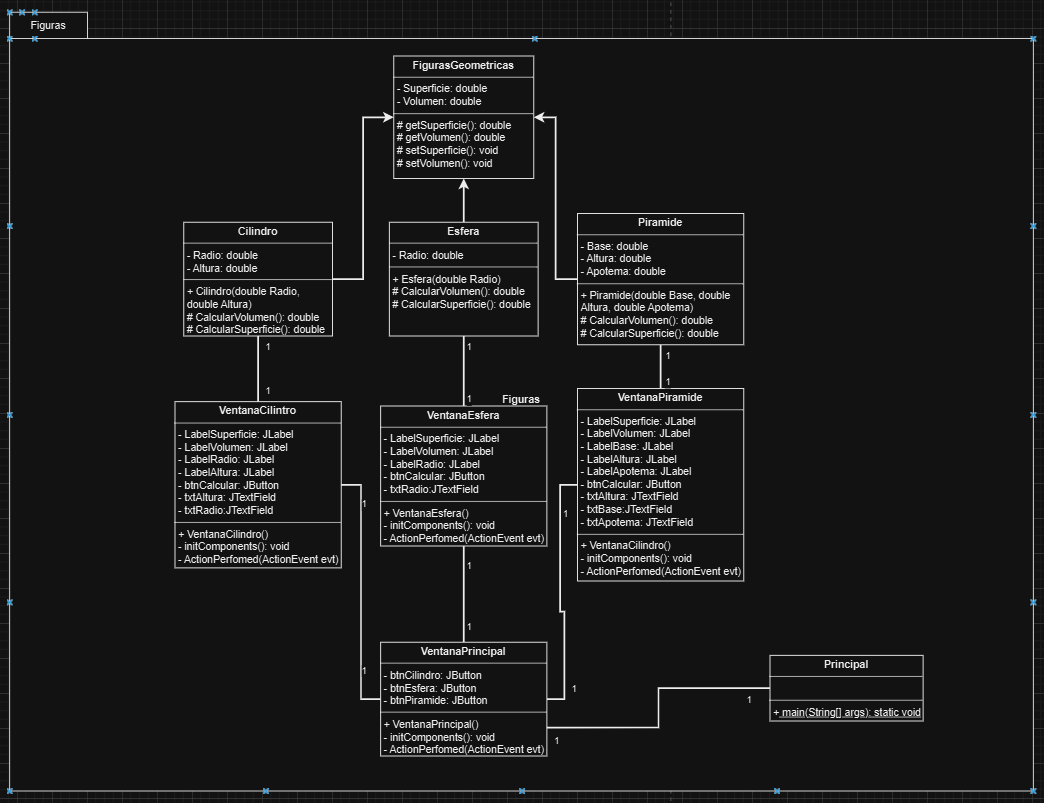 Figuras
FigurasGeometricas
- Superficie: double
- Volumen: double
# getSuperficie(): double
# getVolumen(): double
# setSuperficie(): void
# setVolumen(): void
Cilindro
- Radio: double
- Altura: double
+ Cilindro(double Radio,
double Altura)
# CalcularVolumen(): double
# CalcularSuperficie(): double
Esfera
- Radio: double
+ Esfera(double Radio)
# CalcularVolumen(): double
# CalcularSuperficie(): double
Piramide
- Base: double
- Altura: double
- Apotema: double
+ Piramide(double Base, double
Altura, double Apotema)
# CalcularVolumen(): double
# CalcularSuperficie(): double
1
1
1
1
1
1
Figuras
VentanaCilintro
- LabelSuperficie: JLabel
- LabelVolumen: JLabel
- LabelRadio: JLabel
- LabelAltura: JLabel
- btnCalcular: JButton
- txtAltura: JTextField
- txtRadio:JTextField
+ VentanaCilindro()
- initComponents(): void
- ActionPerfomed(ActionEvent evt)
VentanaEsfera
- LabelSuperficie: JLabel
- LabelVolumen: JLabel
- LabelRadio: JLabel
- btnCalcular: JButton
- txtRadio:JTextField
+ VentanaEsfera()
- initComponents(): void
- ActionPerfomed(ActionEvent evt)
VentanaPiramide
- LabelSuperficie: JLabel
- LabelVolumen: JLabel
- LabelBase: JLabel
- LabelAltura: JLabel
- LabelApotema: JLabel
- btnCalcular: JButton
- txtAltura: JTextField
- txtBase:JTextField
- txtApotema: JTextField
+ VentanaCilindro()
- initComponents(): void
- ActionPerfomed(ActionEvent evt)
1
1
1
1
1
1
VentanaPrincipal
- btnCilindro: JButton
- btnEsfera: JButton
- btnPiramide: JButton
+ VentanaPrincipal()
- initComponents(): void
- ActionPerfomed(ActionEvent evt)
1
1
Principal
+ main(String[] args): static void